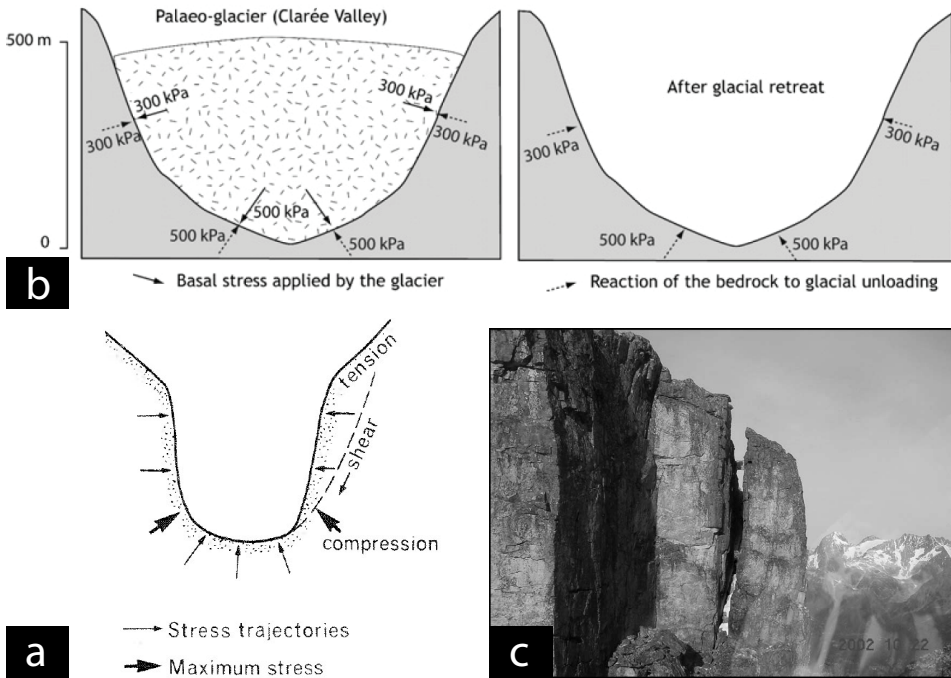 Palaeo-glacier (Clarée Valley)
500 m
300 kPa
300 kPa
300 kPa
300 kPa
500 kPa
500 kPa
500 kPa
0
b
Basal stress applied by the glacier
After glacial retreat
300 kPa
300 kPa
500 kPa
500 kPa
Reaction of the bedrock to glacial unloading
tension
shear
compression
Stress trajectories
Maximum stress
a
c
2002 10 22